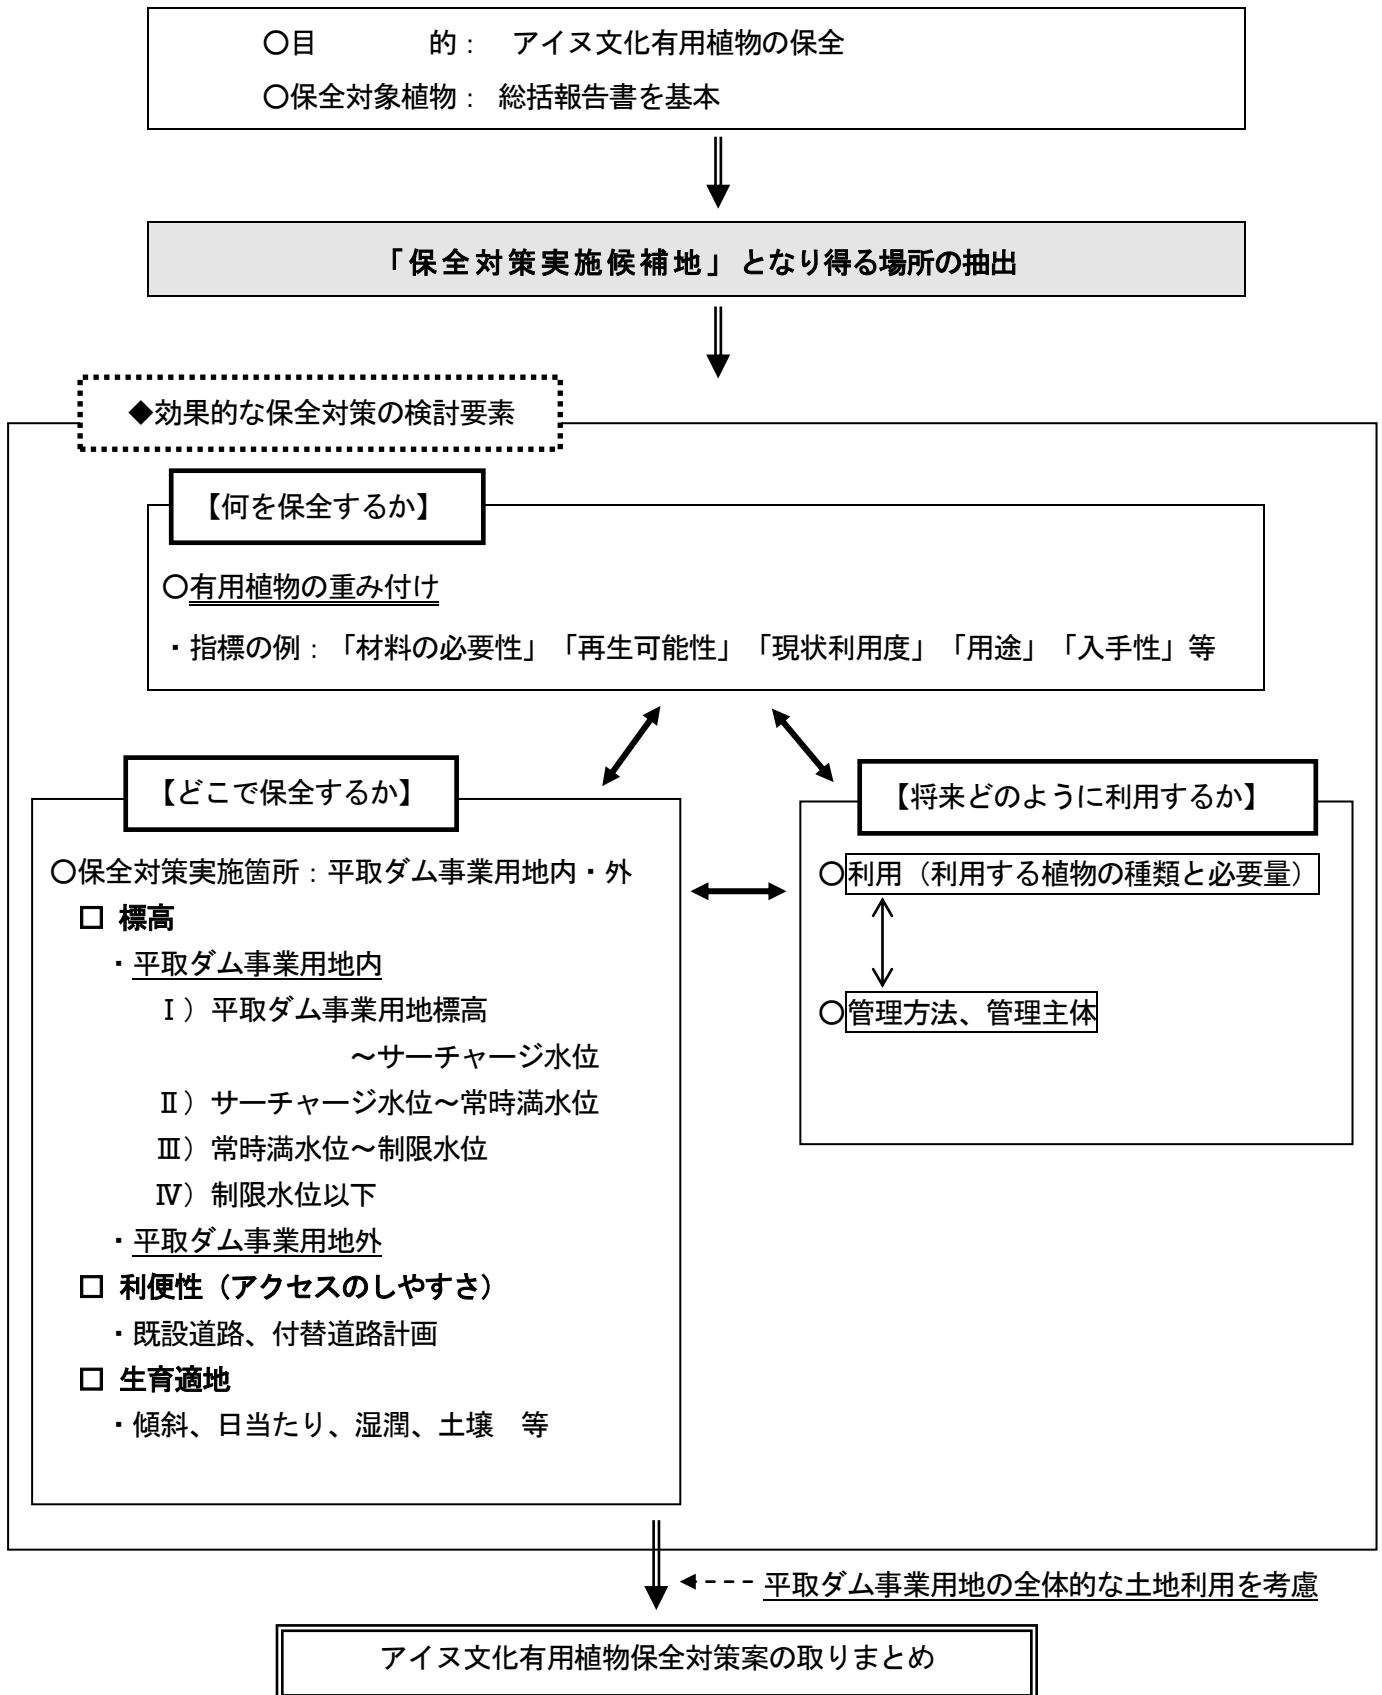 ○目　　　　的：　アイヌ文化有用植物の保全
○保全対象植物：　総括報告書を基本
「保全対策実施候補地」となり得る場所の抽出
◆効果的な保全対策の検討要素
【何を保全するか】
○有用植物の重み付け
・指標の例：「材料の必要性」「再生可能性」「現状利用度」「用途」「入手性」等
【どこで保全するか】
○保全対策実施箇所：平取ダム事業用地内・外
□ 標高
・平取ダム事業用地内
Ⅰ）平取ダム事業用地標高
～サーチャージ水位
Ⅱ）サーチャージ水位～常時満水位
Ⅲ）常時満水位～制限水位
Ⅳ）制限水位以下
・平取ダム事業用地外
□ 利便性（アクセスのしやすさ）
・既設道路、付替道路計画
□ 生育適地
・傾斜、日当たり、湿潤、土壌　等
【将来どのように利用するか】
○利用（利用する植物の種類と必要量）
○管理方法、管理主体
平取ダム事業用地の全体的な土地利用を考慮
アイヌ文化有用植物保全対策案の取りまとめ